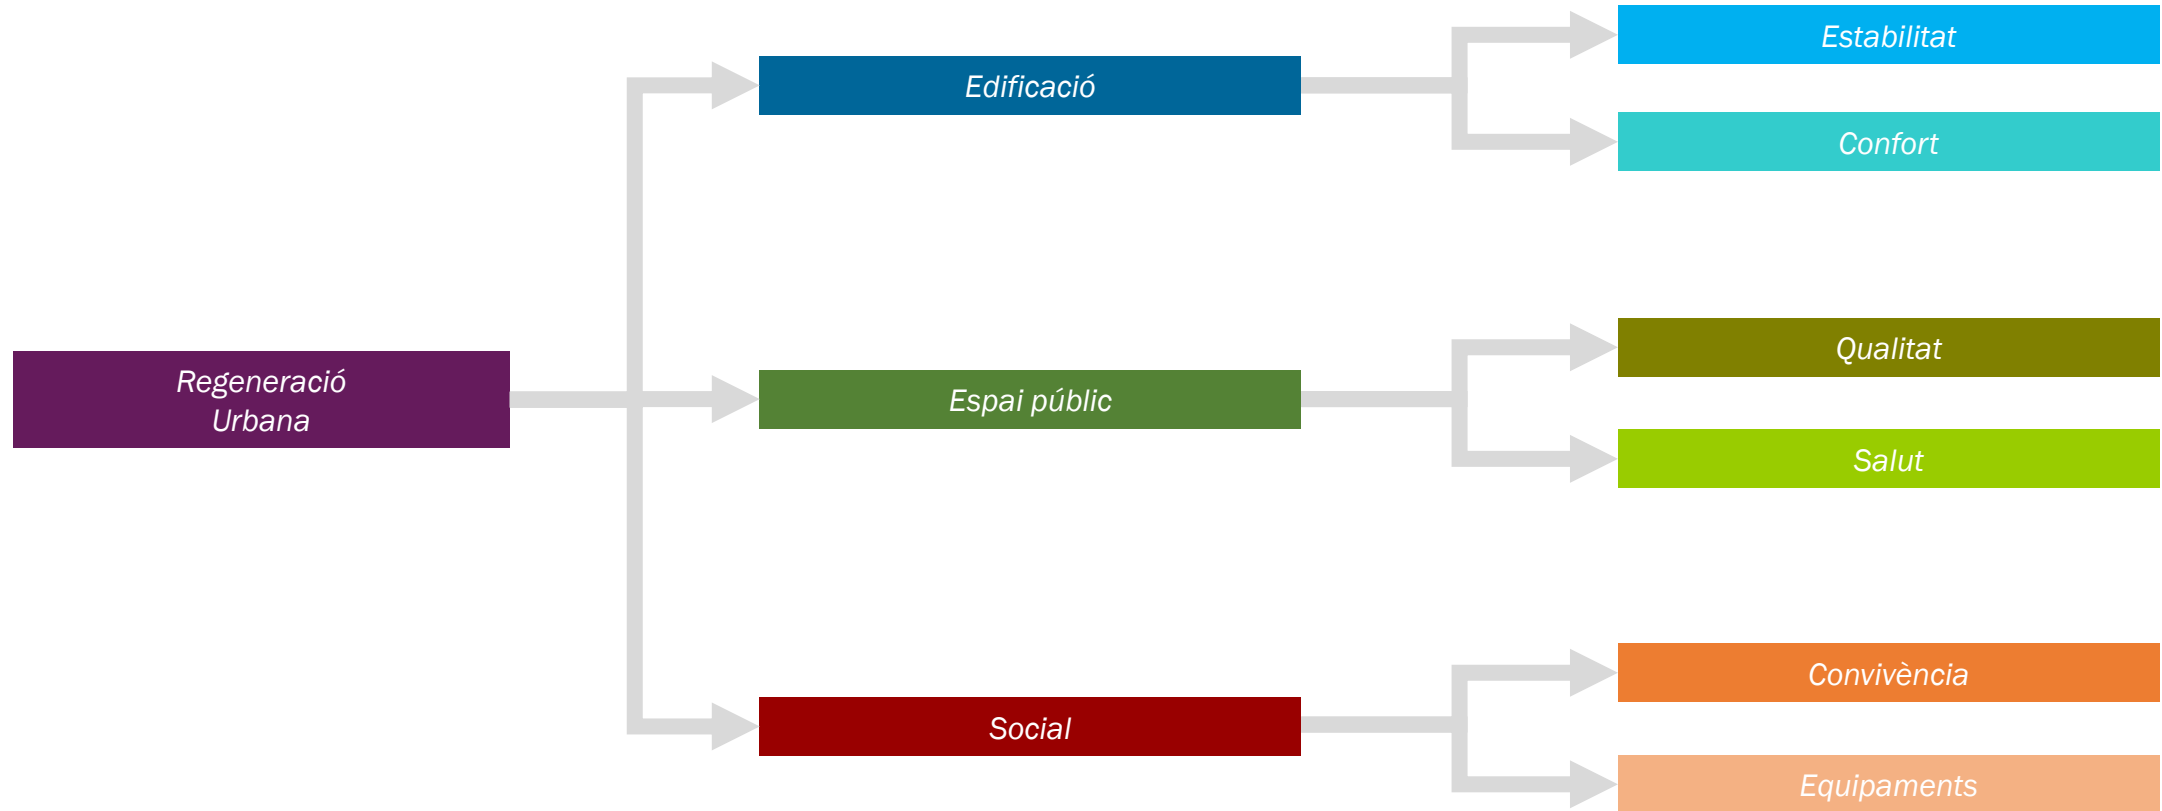 Regeneració
Urbana
Edificació
Estabilitat
Confort
Espai públic
Qualitat
Salut
Social
Convivència
Equipaments